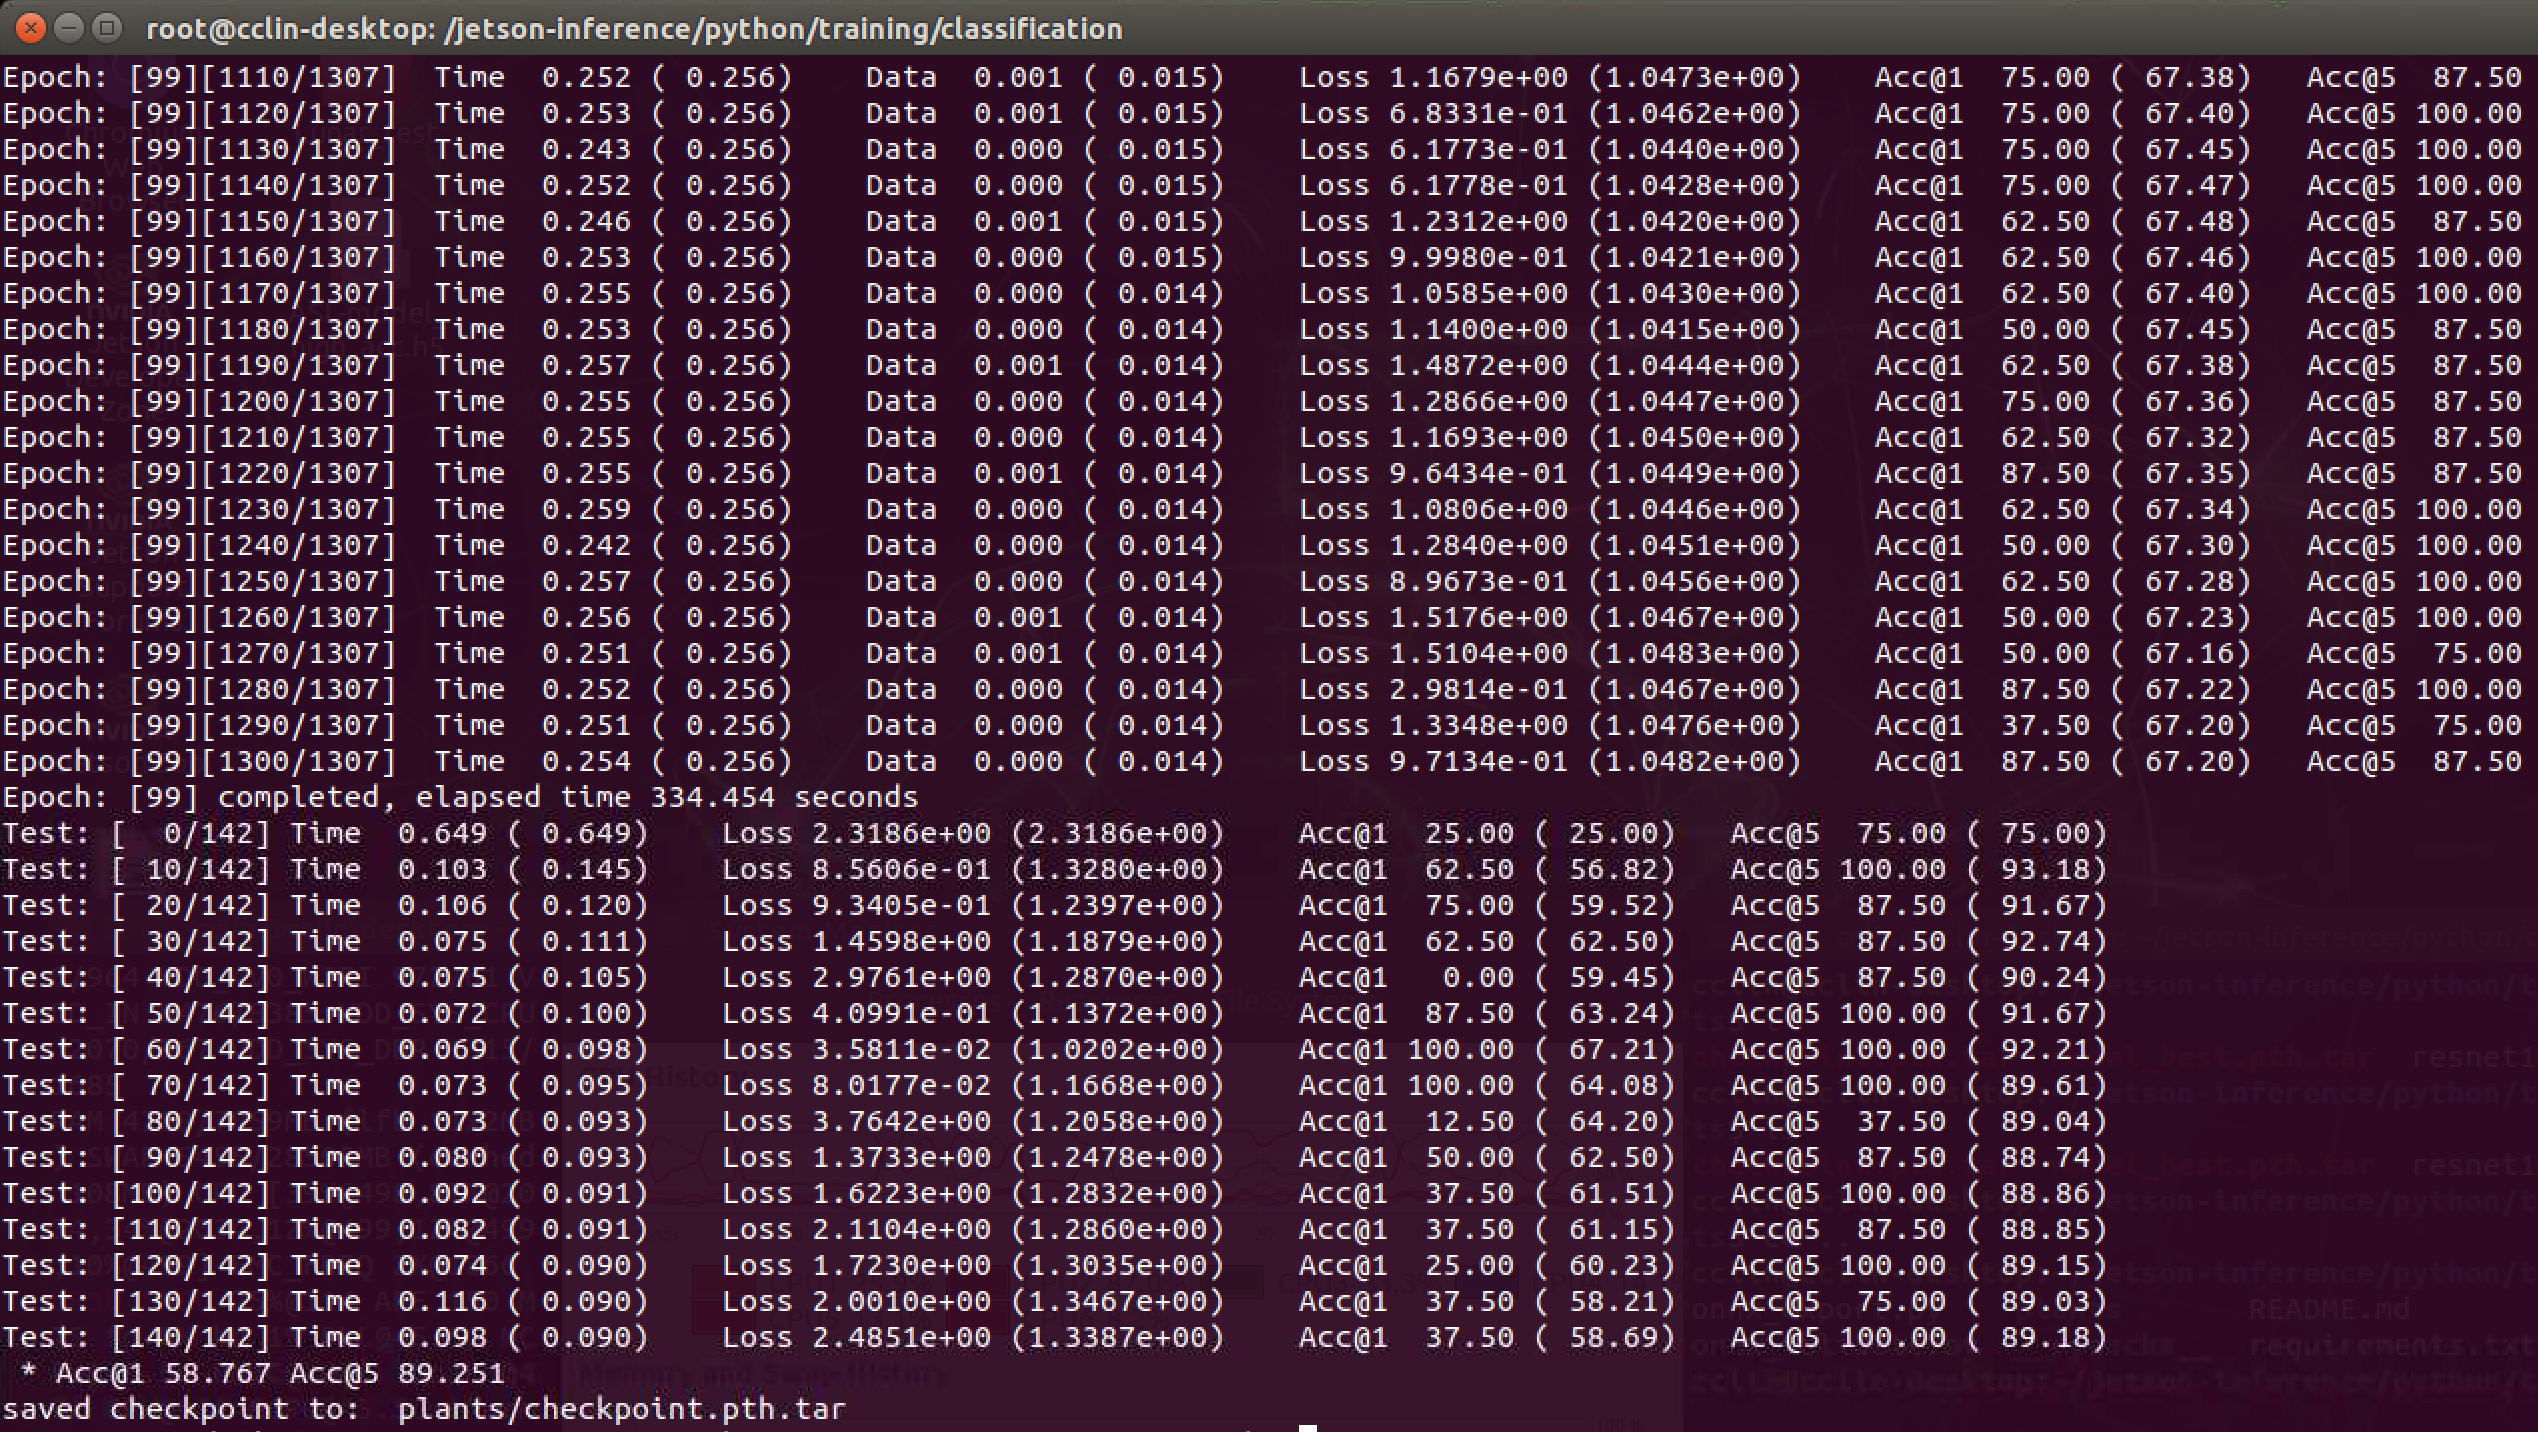 root@cclin-desktop: /jetson-inference/python/training/classification
Epoch: [99][1110/1307] Time 0.252 ( 0.256) Data 0.001 ( 0.015) Loss 1.1679e+00 (1.0473e+00) Acc@1 75.00 ( 67.38) Acc@5 87.50
Epoch: [99][1120/1307] Time 0.253 ( 0.256) Data 0.001 ( 0.015) Loss 6.8331e-01 (1.0462e+00) Acc@1 75.00 ( 67.40) Acc@5 100.00
Epoch: [99][1130/1307] Time 0.243 ( 0.256) Data 0.000 ( 0.015) Loss 6.1773e-01 (1.0440e+00) Acc@1 75.00 ( 67.45) Acc@5 100.00
Epoch: [99][1140/1307] Time 0.252 ( 0.256) Data 0.000 ( 0.015) Loss 6.1778e-01 (1.0428e+00) Acc@1 75.00 ( 67.47) Acc@5 100.00
Epoch: [99][1150/1307] Time 0.246 ( 0.256) Data 0.001 ( 0.015) Loss 1.2312e+00 (1.0420e+00) Acc@1 62.50 ( 67.48) Acc@5 87.50
Epoch: [99][1160/1307] Time 0.253 ( 0.256) Data 0.000 ( 0.015) Loss 9.9980e-01 (1.0421e+00) Acc@1 62.50 ( 67.46) Acc@5 100.00
Epoch: [99][1170/1307] Time 0.255 ( 0.256) Data 0.000 ( 0.014) Loss 1.0585e+00 (1.0430e+00) Acc@1 62.50 ( 67.40) Acc@5 100.00
Epoch: [99][1180/1307] Time 0.253 ( 0.256) Data 0.000 ( 0.014) Loss 1.1400e+00 (1.0415e+00) Acc@1 50.00 ( 67.45) Acc@5 87.50
Epoch: [99][1190/1307] Time 0.257 ( 0.256) Data 0.001 ( 0.014) Loss 1.4872e+00 (1.0444e+00) Acc@1 62.50 ( 67.38) Acc@5 87.50
Epoch: [99][1200/1307] Time 0.255 ( 0.256) Data 0.000 ( 0.014) Loss 1.2866e+00 (1.0447e+00) Acc@1 75.00 ( 67.36) Acc@5 87.50
Epoch: [99][1210/1307] Time 0.255 ( 0.256) Data 0.000 ( 0.014) Loss 1.1693e+00 (1.0450e+00) Acc@1 62.50 ( 67.32) Acc@5 87.50
Epoch: [99][1220/1307] Time 0.255 ( 0.256) Data 0.001 ( 0.014) Loss 9.6434e-01 (1.0449e+00) Acc@1 87.50 ( 67.35) Acc@5 87.50
Epoch: [99][1230/1307] Time 0.259 ( 0.256) Data 0.000 ( 0.014) Loss 1.0806e+00 (1.0446e+00) Acc@1 62.50 ( 67.34) Acc@5 100.00
Epoch: [99][1240/1307] Time 0.242 ( 0.256) Data 0.000 ( 0.014) Loss 1.2840e+00 (1.0451e+00) Acc@1 50.00 ( 67.30) Acc@5 100.00
Epoch: [99][1250/1307] Time 0.257 ( 0.256) Data 0.000 ( 0.014) Loss 8.9673e-01 (1.0456e+00) Acc@1 62.50 ( 67.28) Acc@5 100.00
Epoch: [99][1260/1307] Time 0.256 ( 0.256) Data 0.001 ( 0.014) Loss 1.5176e+00 (1.0467e+00) Acc@1 50.00 ( 67.23) Acc@5 100.00
Epoch: [99][1270/1307] Time 0.251 ( 0.256) Data 0.001 ( 0.014) Loss 1.5104e+00 (1.0483e+00) Acc@1 50.00 ( 67.16) Acc@5 75.00
Epoch: [99][1280/1307] Time 0.252 ( 0.256) Data 0.000 ( 0.014) Loss 2.9814e-01 (1.0467e+00) Acc@1 87.50 ( 67.22) Acc@5 100.00
Epoch: [99][1290/1307] Time 0.251 ( 0.256) Data 0.000 ( 0.014) Loss 1.3348e+00 (1.0476e+00) Acc@1 37.50 ( 67.20) Acc@5 75.00
Epoch: [99][1300/1307] Time 0.254 ( 0.256) Data 0.000 ( 0.014) Loss 9.7134e-01 (1.0482e+00) Acc@1 87.50 ( 67.20) Acc@5 87.50
Epoch: [99] completed, elapsed time 334.454 seconds
Test: [ 0/142] Time 0.649 ( 0.649) Loss 2.3186e+00 (2.3186e+00) Acc@1 25.00 ( 25.00) Acc@5 75.00 ( 75.00)
Test: [ 10/142] Time 0.103 ( 0.145) Loss 8.5606e-01 (1.3280e+00) Acc@1 62.50 ( 56.82) Acc@5 100.00 ( 93.18)
Test: [ 20/142] Time 0.106 ( 0.120) Loss 9.3405e-01 (1.2397e+00) Acc@1 75.00 ( 59.52) Acc@5 87.50 ( 91.67)
Test: [ 30/142] Time 0.075 ( 0.111) Loss 1.4598e+00 (1.1879e+00) Acc@1 62.50 ( 62.50) Acc@5 87.50 ( 92.74)
Test: [ 40/142] Time 0.075 ( 0.105) Loss 2.9761e+00 (1.2870e+00) Acc@1 0.00 ( 59.45) Acc@5 87.50 ( 90.24)
Test: [ 50/142] Time 0.072 ( 0.100) Loss 4.0991e-01 (1.1372e+00) Acc@1 87.50 ( 63.24) Acc@5 100.00 ( 91.67)
Test: [ 60/142] Time 0.069 ( 0.098) Loss 3.5811e-02 (1.0202e+00) Acc@1 100.00 ( 67.21) Acc@5 100.00 ( 92.21)
Test: [ 70/142] Time 0.073 ( 0.095) Loss 8.0177e-02 (1.1668e+00) Acc@1 100.00 ( 64.08) Acc@5 100.00 ( 89.61)
Test: [ 80/142] Time 0.073 ( 0.093) Loss 3.7642e+00 (1.2058e+00) Acc@1 12.50 ( 64.20) Acc@5 37.50 ( 89.04)
Test: [ 90/142] Time 0.080 ( 0.093) Loss 1.3733e+00 (1.2478e+00) Acc@1 50.00 ( 62.50) Acc@5 87.50 ( 88.74)
Test: [100/142] Time 0.092 ( 0.091) Loss 1.6223e+00 (1.2832e+00) Acc@1 37.50 ( 61.51) Acc@5 100.00 ( 88.86)
Test: [110/142] Time 0.082 ( 0.091) Loss 2.1104e+00 (1.2860e+00) Acc@1 37.50 ( 61.15) Acc@5 87.50 ( 88.85)
Test: [120/142] Time 0.074 ( 0.090) Loss 1.7230e+00 (1.3035e+00) Acc@1 25.00 ( 60.23) Acc@5 100.00 ( 89.15)
Test: [130/142] Time 0.116 ( 0.090) Loss 2.0010e+00 (1.3467e+00) Acc@1 37.50 ( 58.21) Acc@5 75.00 ( 89.03)
Test: [140/142] Time 0.098 ( 0.090) Loss 2.4851e+00 (1.3387e+00) Acc@1 37.50 ( 58.69) Acc@5 100.00 ( 89.18)
* Acc@1 58.767 Acc@5 89.251
saved checkpoint to: plants/checkpoint.pth.tar